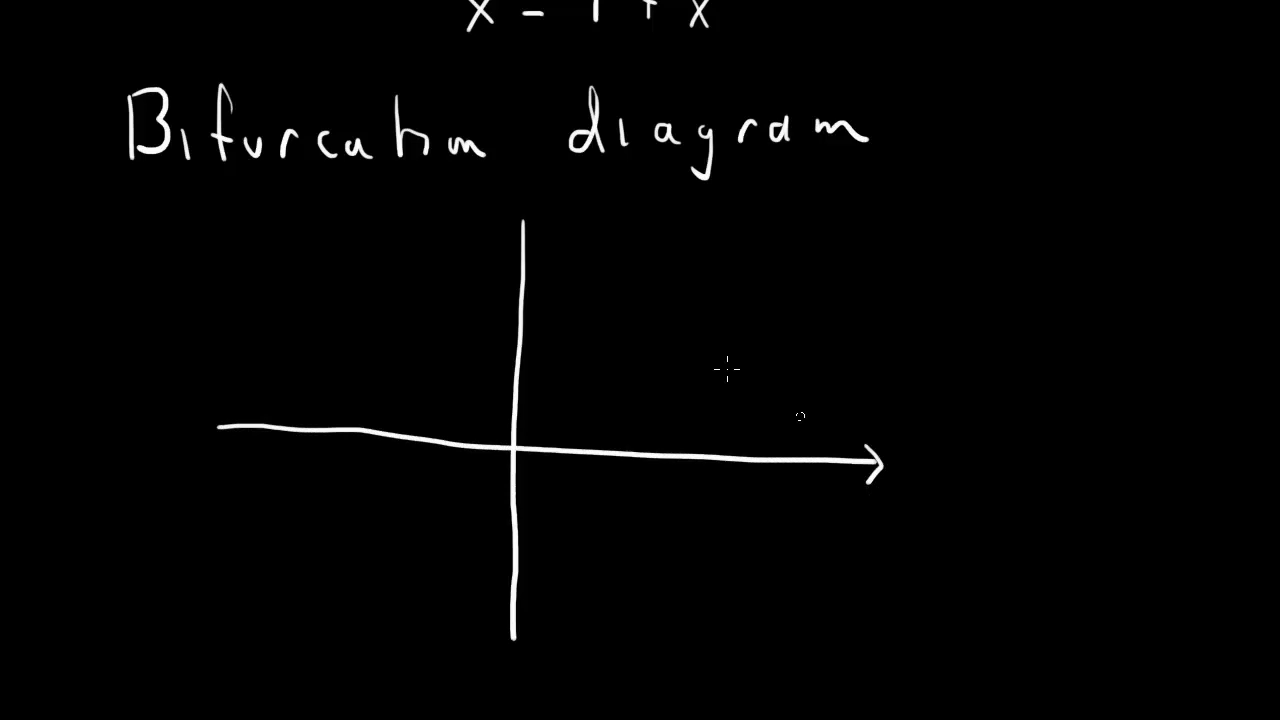 x = r + x
Bifurcation diagram